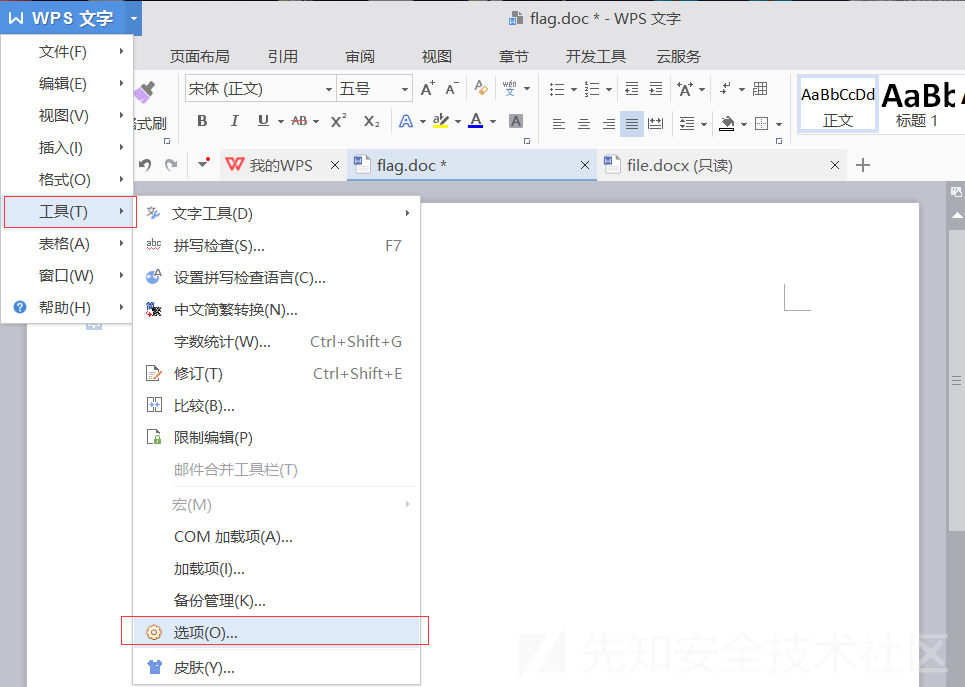 WPS 文字
flag.doc * - WPS 文字
页面布局 引用 审阅 视图 章节 开发工具 云服务
宋体 (正文) 五号 A+ A- wén 文
式刷 B I U AB X² X₂ A ab A A
AaBbCcDd AaBb
正文 标题 1
我的WPS flag.doc * file.docx (只读)
文件(F)
编辑(E)
视图(V)
插入(I)
格式(O)
工具(T)
表格(A)
窗口(W)
帮助(H)
文字工具(D)
拼写检查(S)... F7
设置拼写检查语言(C)...
中文简繁转换(N)...
字数统计(W)... Ctrl+Shift+G
修订(T) Ctrl+Shift+E
比较(B)...
限制编辑(P)
邮件合并工具栏(T)
宏(M)
COM 加载项(A)...
加载项(I)...
备份管理(K)...
选项(O)...
皮肤(Y)...
先知安全技术社区